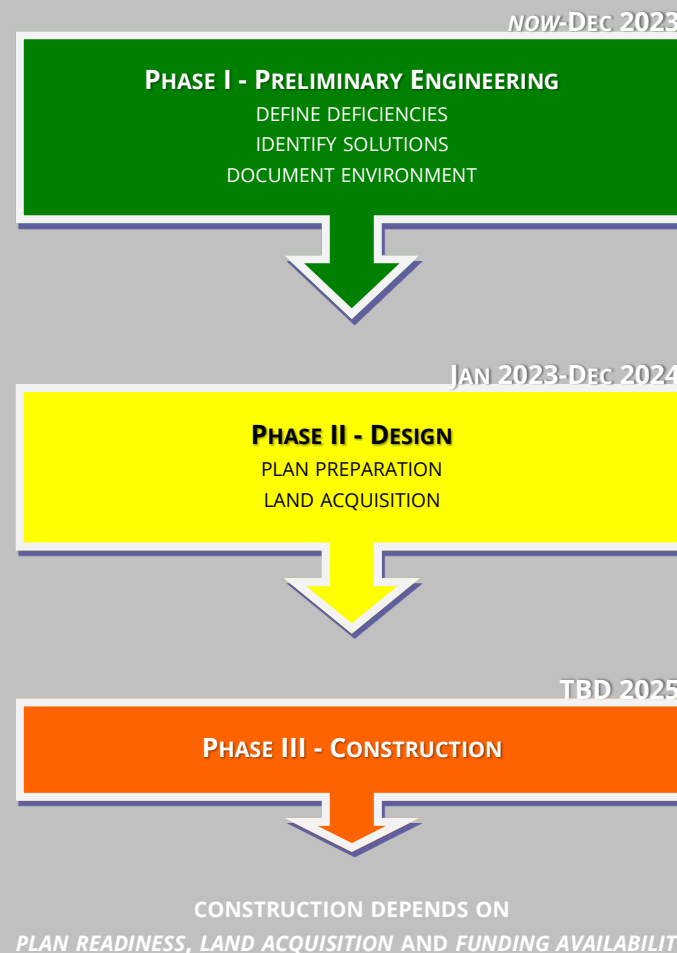 NOW-DEC 2023
PHASE I - PRELIMINARY ENGINEERING
DEFINE DEFICIENCIES
IDENTIFY SOLUTIONS
DOCUMENT ENVIRONMENT
JAN 2023-DEC 2024
PHASE II - DESIGN
PLAN PREPARATION
LAND ACQUISITION
TBD 2025
PHASE III - CONSTRUCTION
CONSTRUCTION DEPENDS ON
PLAN READINESS, LAND ACQUISITION AND FUNDING AVAILABILIT